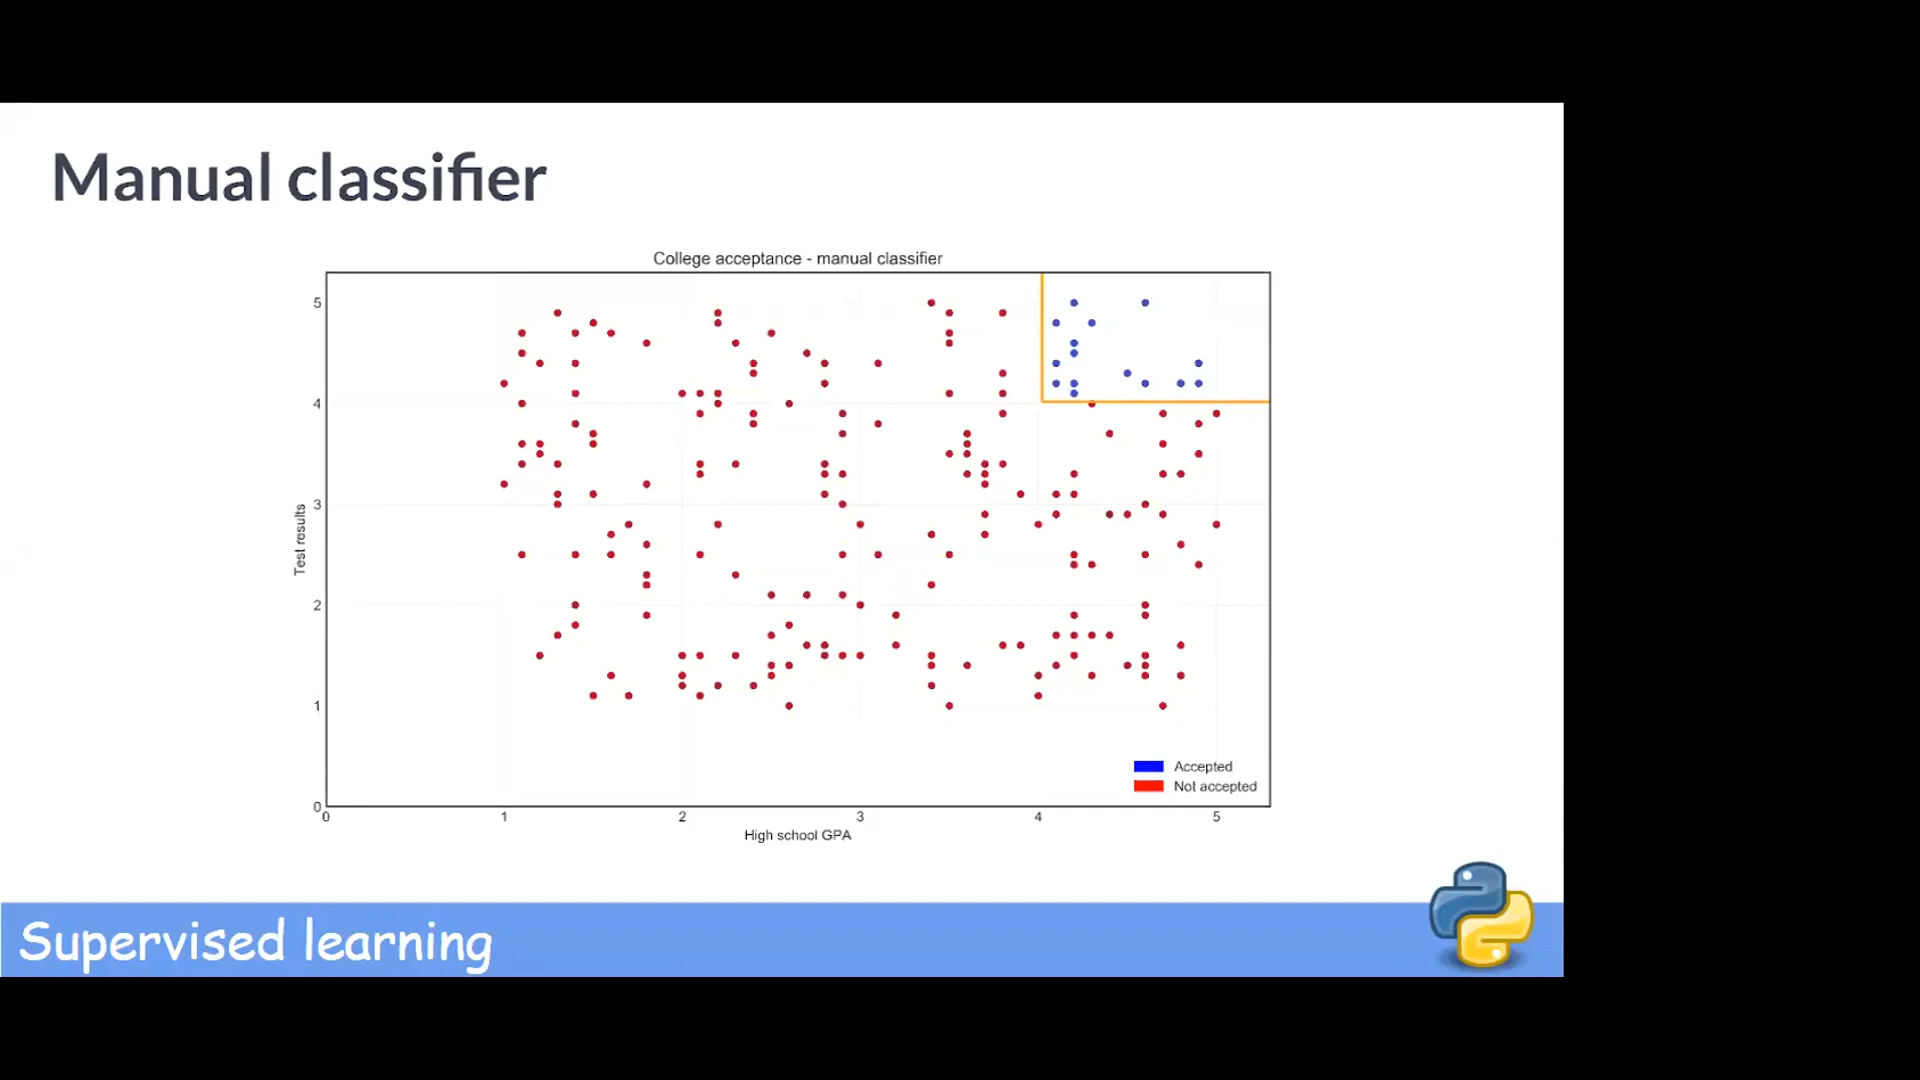 Manual classifier
College acceptance - manual classifier
5
4
3
2
1
0
Test results
0 1 2 3 4 5
High school GPA
Accepted
Not accepted
Supervised learning